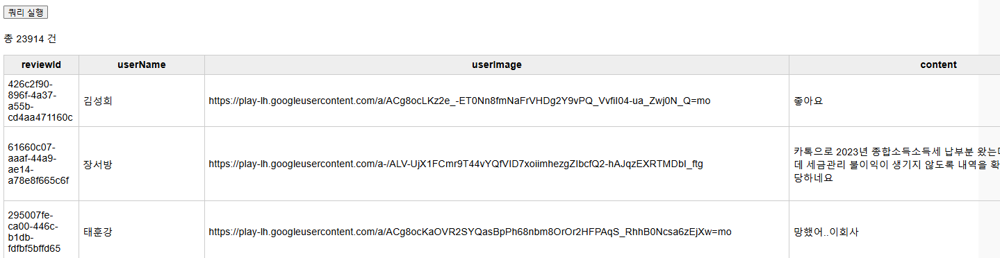 쿼리 실행
총 23914 건
reviewId userName userImage content
426c2f90-
896f-4a37-
a55b-
cd4aa471160c
김성희
https://play-lh.googleusercontent.com/a/ACg8ocLKz2e_-ET0Nn8fmNaFrVHDg2Y9vPQ_Vvfil04-ua_Zwj0N_Q=mo
좋아요
61660c07-
aaaf-44a9-
ae14-
a78e8f665c6f
장서방
https://play-lh.googleusercontent.com/a-/ALV-UjX1FCmr9T44vYQfVID7xoiimhezgZIbcfQ2-hAJqzEXRTMDbI_ftg
카톡으로 2023년 종합소득소득세 납부분 왔는데
데 세금관리 불이익이 생기지 않도록 내역을 확
당하네요
295007fe-
ca00-446c-
b1db-
fdfbf5bffd65
태훈강
https://play-lh.googleusercontent.com/a/ACg8ocKaOVR2SYQasBpPh68nbm8OrOr2HFPAqS_RhhB0Ncsa6zEjXw=mo
망했어..이회사